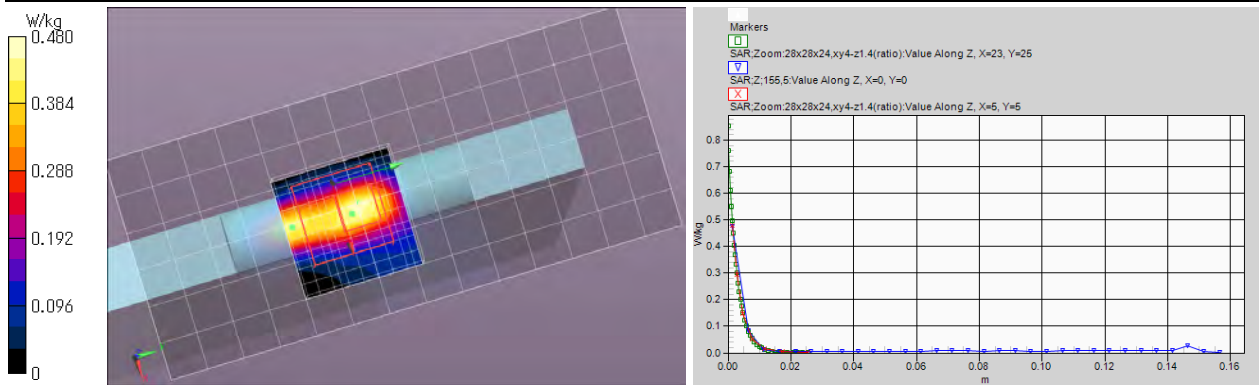 W/kg
0.480
0.384
0.288
0.192
0.096
0
Markers
SAR;Zoom:28x28x24,xy4-z1.4(ratio):Value Along Z, X=23, Y=25
SAR;Z;155,5:Value Along Z, X=0, Y=0
SAR;Zoom:28x28x24,xy4-z1.4(ratio):Value Along Z, X=5, Y=5
W/kg
0.8
0.7
0.6
0.5
0.4
0.3
0.2
0.1
0.0
0.00 0.02 0.04 0.06 0.08 0.10 0.12 0.14 0.16
m